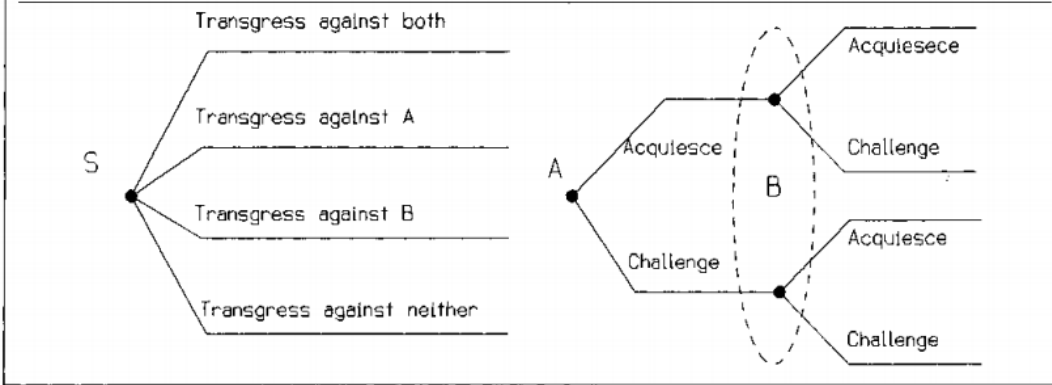 Transgress against both
Transgress against A
S
Transgress against B
Transgress against neither
A
Acquiesce
Challenge
B
Acquiesece
Challenge
Acquiesce
Challenge